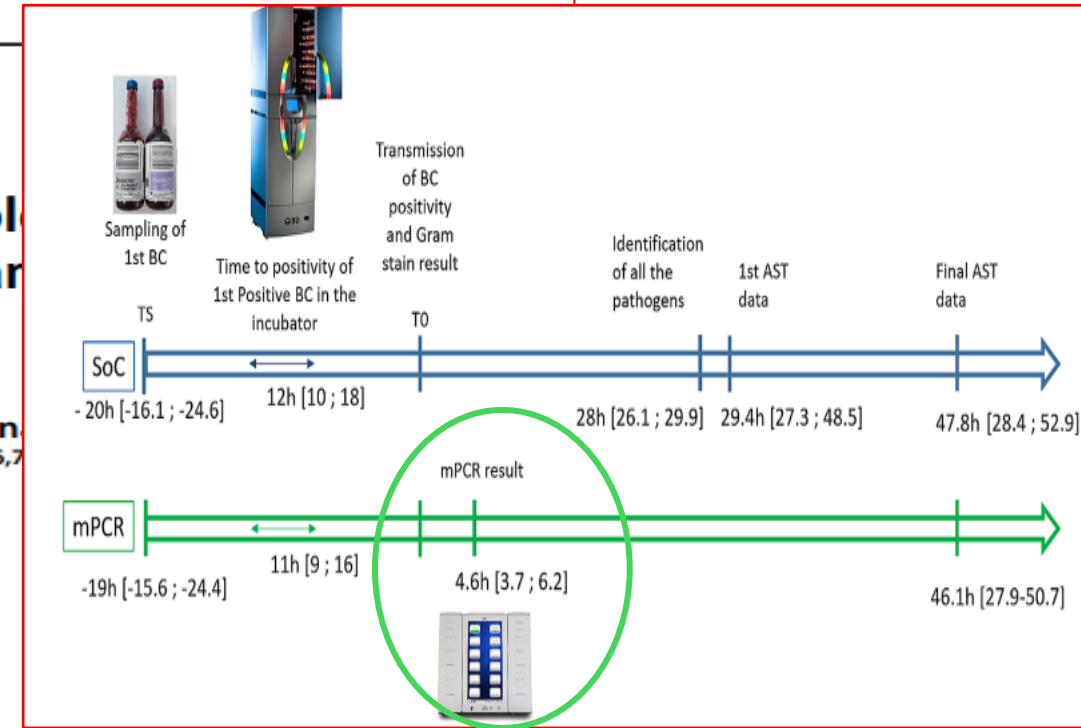 Transmission
of BC
positivity
and Gram
stain result
Sampling of
1st BC
Time to positivity of
1st Positive BC in the
incubator
Identification
of all the
pathogens
1st AST
data
Final AST
data
TS
T0
SoC
- 20h [-16.1 ; -24.6]
12h [10 ; 18]
28h [26.1 ; 29.9]
29.4h [27.3 ; 48.5]
47.8h [28.4 ; 52.9]
mPCR result
mPCR
-19h [-15.6 ; -24.4]
11h [9 ; 16]
4.6h [3.7 ; 6.2]
46.1h [27.9-50.7]